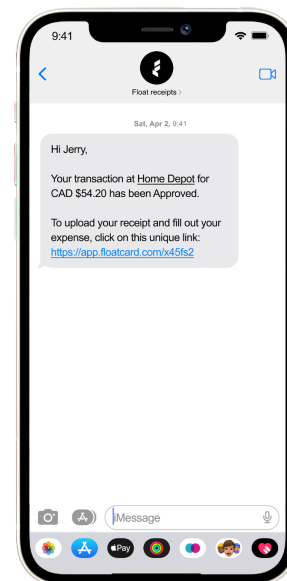 9:41
Float receipts >
Sat, Apr 2, 9:41
Hi Jerry,
Your transaction at Home Depot for
CAD $54.20 has been Approved.
To upload your receipt and fill out your
expense, click on this unique link:
https://app.floatcard.com/x45fs2
iMessage
Pay